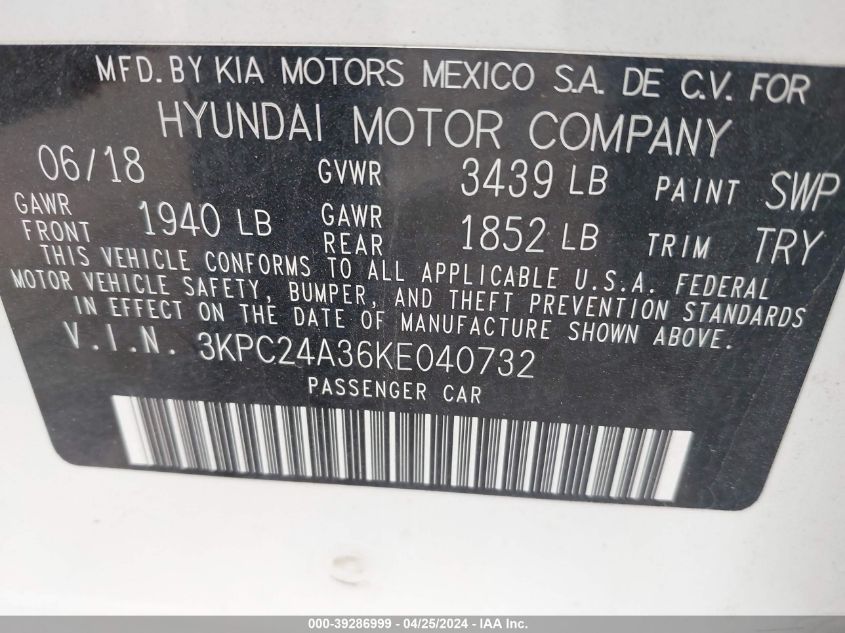 MFD. BY KIA MOTORS MEXICO S.A. DE C.V. FOR
HYUNDAI MOTOR COMPANY
06/18 GVWR 3439 LB PAINT SWP
GAWR FRONT 1940 LB GAWR REAR 1852 LB TRIM TRY
THIS VEHICLE CONFORMS TO ALL APPLICABLE U.S.A. FEDERAL
MOTOR VEHICLE SAFETY, BUMPER, AND THEFT PREVENTION STANDARDS
IN EFFECT ON THE DATE OF MANUFACTURE SHOWN ABOVE.
V.I.N. 3KPC24A36KE040732
PASSENGER CAR
000-39286999 - 04/25/2024 - IAA Inc.